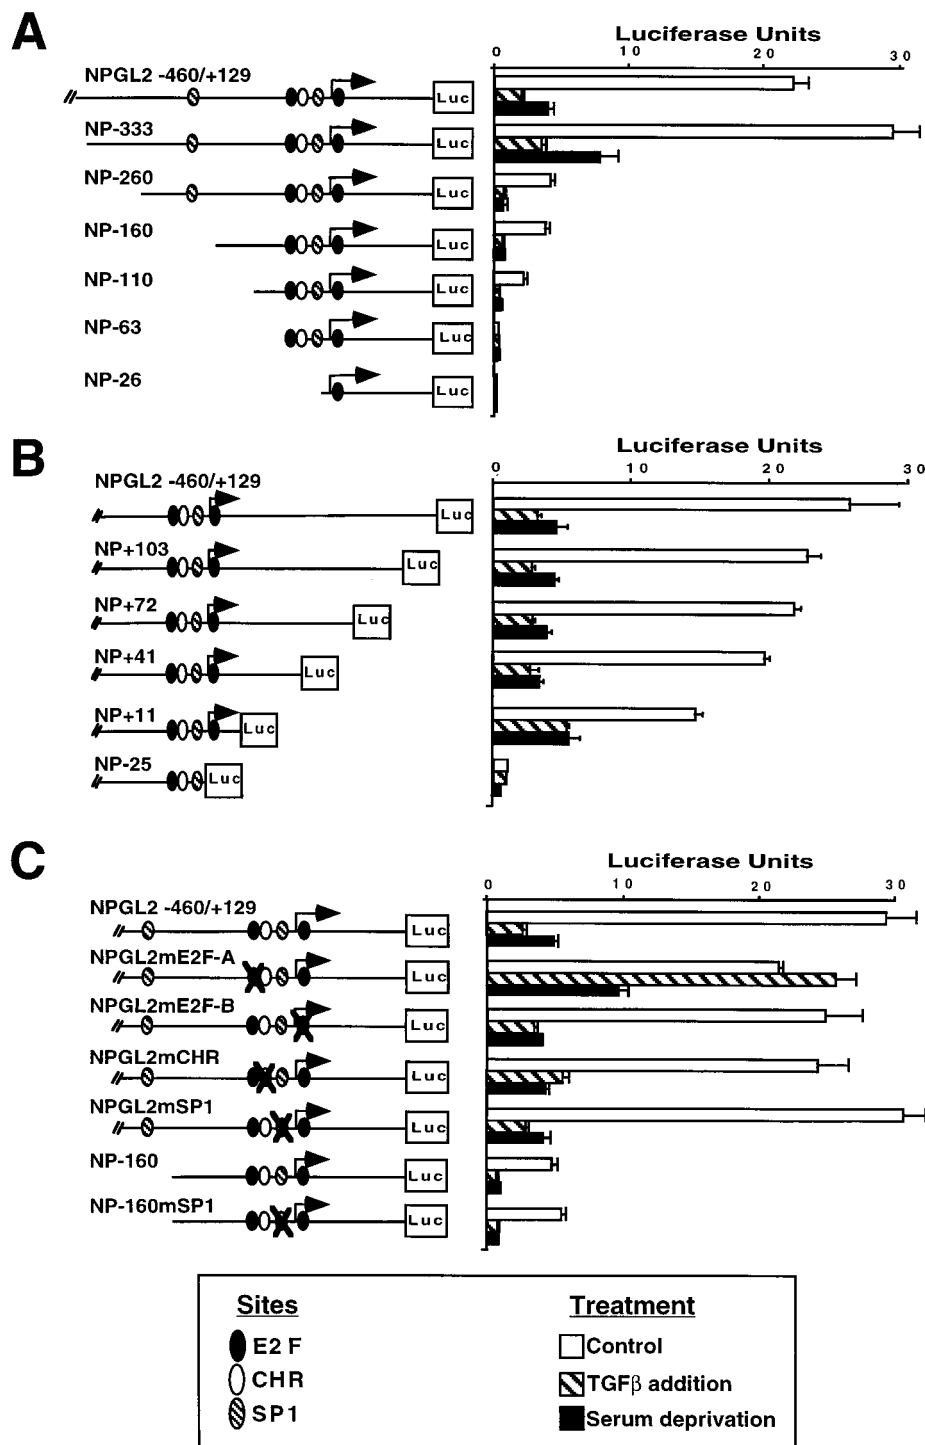 A
Luciferase Units
0 10 20 30
NPGL2 -460/+129
Luc
NP-333
Luc
NP-260
Luc
NP-160
Luc
NP-110
Luc
NP-63
Luc
NP-26
Luc
B
Luciferase Units
0 10 20 30
NPGL2 -460/+129
Luc
NP+103
Luc
NP+72
Luc
NP+41
Luc
NP+11
Luc
NP-25
Luc
C
Luciferase Units
0 10 20 30
NPGL2 -460/+129
Luc
NPGL2mE2F-A
Luc
NPGL2mE2F-B
Luc
NPGL2mCHR
Luc
NPGL2mSP1
Luc
NP-160
Luc
NP-160mSP1
Luc
Sites
E2F
CHR
SP1
Treatment
Control
TGFβ addition
Serum deprivation